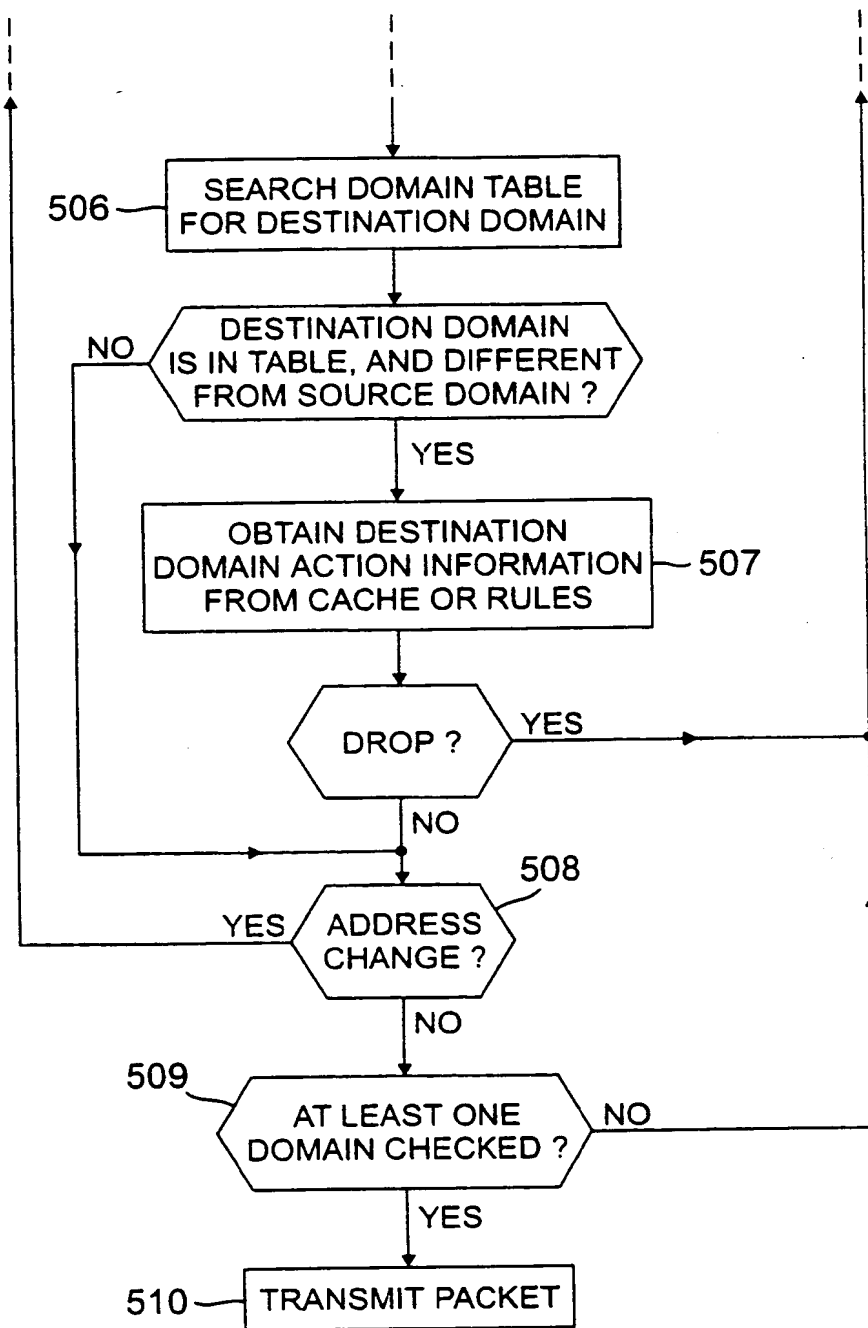 506
SEARCH DOMAIN TABLE
FOR DESTINATION DOMAIN
NO
DESTINATION DOMAIN
IS IN TABLE, AND DIFFERENT
FROM SOURCE DOMAIN ?
YES
OBTAIN DESTINATION
DOMAIN ACTION INFORMATION
FROM CACHE OR RULES
507
DROP ?
YES
NO
508
YES
ADDRESS
CHANGE ?
NO
509
AT LEAST ONE
DOMAIN CHECKED ?
NO
YES
510
TRANSMIT PACKET